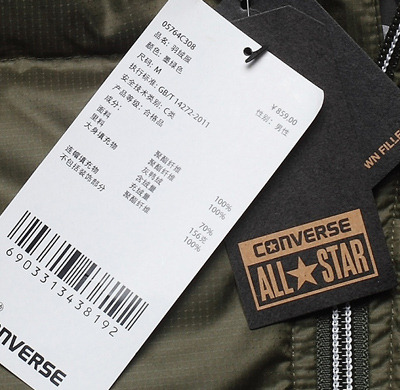 05764C308
品名: 羽绒服
颜色: 墨绿色
尺码: M
执行标准: GB/T 14272-2011
安全技术类别: C类
产品等级: 合格品
¥859.00
性别: 男性
成分:
面料 聚酯纤维 100%
里料 聚酯纤维 100%
大身填充物 灰鸭绒
含绒量 70%
充绒量 156克
连帽填充物 聚酯纤维 100%
不包括装饰部分
6903313438192
CONVERSE
WN FILLE
CONVERSE
ALL STAR